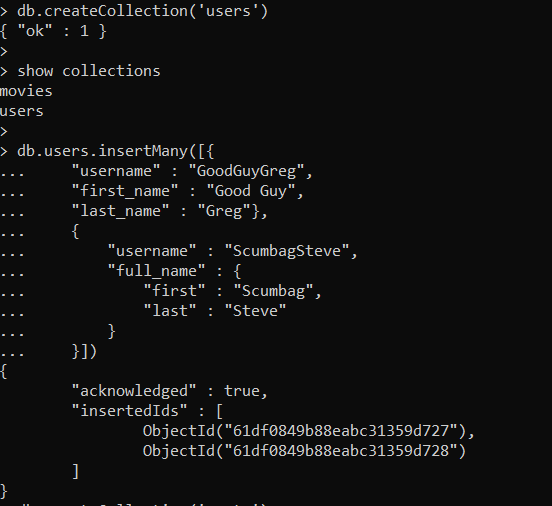 > db.createCollection('users')
{ "ok" : 1 }
>
> show collections
movies
users
>
> db.users.insertMany([{
...     "username" : "GoodGuyGreg",
...     "first_name" : "Good Guy",
...     "last_name" : "Greg"},
...     {
...         "username" : "ScumbagSteve",
...         "full_name" : {
...             "first" : "Scumbag",
...             "last" : "Steve"
...         }
...     }])
{
        "acknowledged" : true,
        "insertedIds" : [
                ObjectId("61df0849b88eabc31359d727"),
                ObjectId("61df0849b88eabc31359d728")
        ]
}